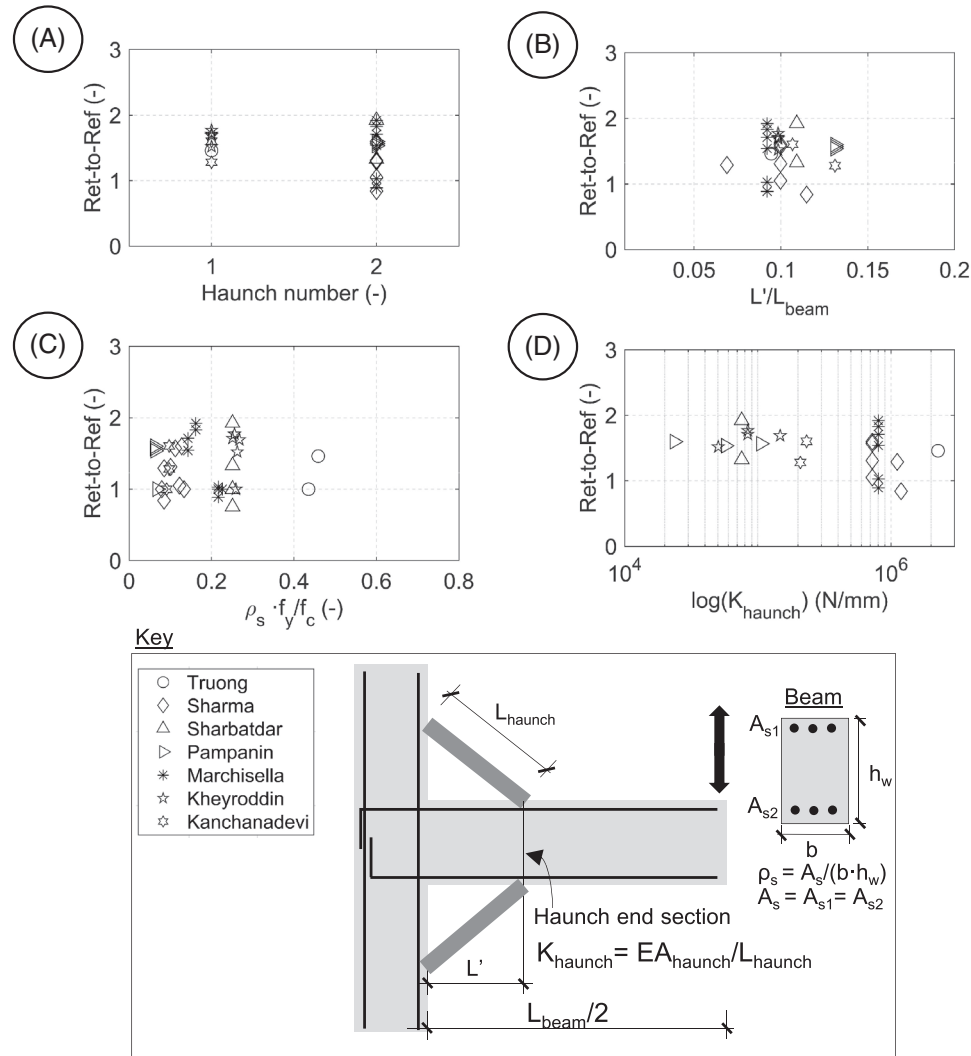 (A)
3
2
1
0
Ret-to-Ref (-)
1 2
Haunch number (-)
(B)
3
2
1
0
Ret-to-Ref (-)
0.05 0.1 0.15 0.2
L'/L_beam
(C)
3
2
1
0
Ret-to-Ref (-)
0 0.2 0.4 0.6 0.8
ρ_s ·f_y/f_c (-)
(D)
3
2
1
0
Ret-to-Ref (-)
10^4 10^6
log(K_haunch) (N/mm)
Key
Truong
Sharma
Sharbatdar
Pampanin
Marchisella
Kheyroddin
Kanchanadevi
L_haunch
Haunch end section
K_haunch= EA_haunch/L_haunch
L'
L_beam/2
Beam
A_s1
A_s2
h_w
b
ρ_s = A_s/(b·h_w)
A_s = A_s1 = A_s2